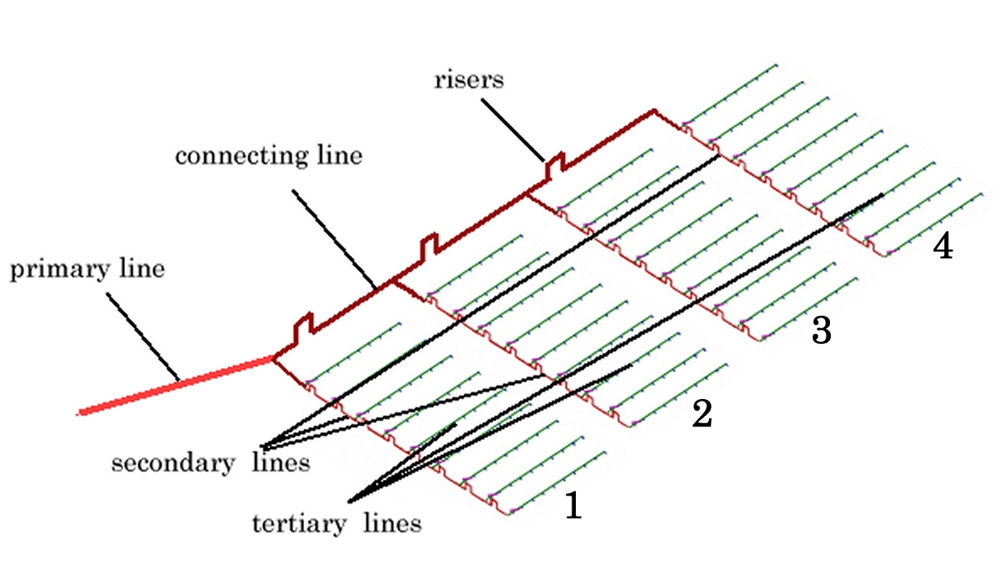 risers
connecting line
primary line
4
3
2
secondary lines
1
tertiary lines